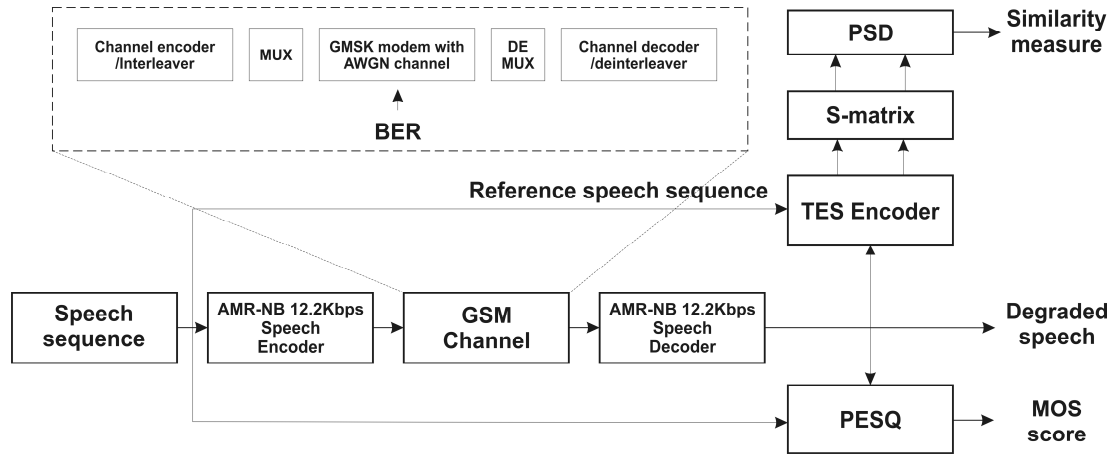 Channel encoder
/Interleaver
MUX
GMSK modem with
AWGN channel
DE
MUX
Channel decoder
/deinterleaver
BER
PSD
Similarity
measure
S-matrix
Reference speech sequence
TES Encoder
Speech
sequence
AMR-NB 12.2Kbps
Speech
Encoder
GSM
Channel
AMR-NB 12.2Kbps
Speech
Decoder
Degraded
speech
PESQ
MOS
score